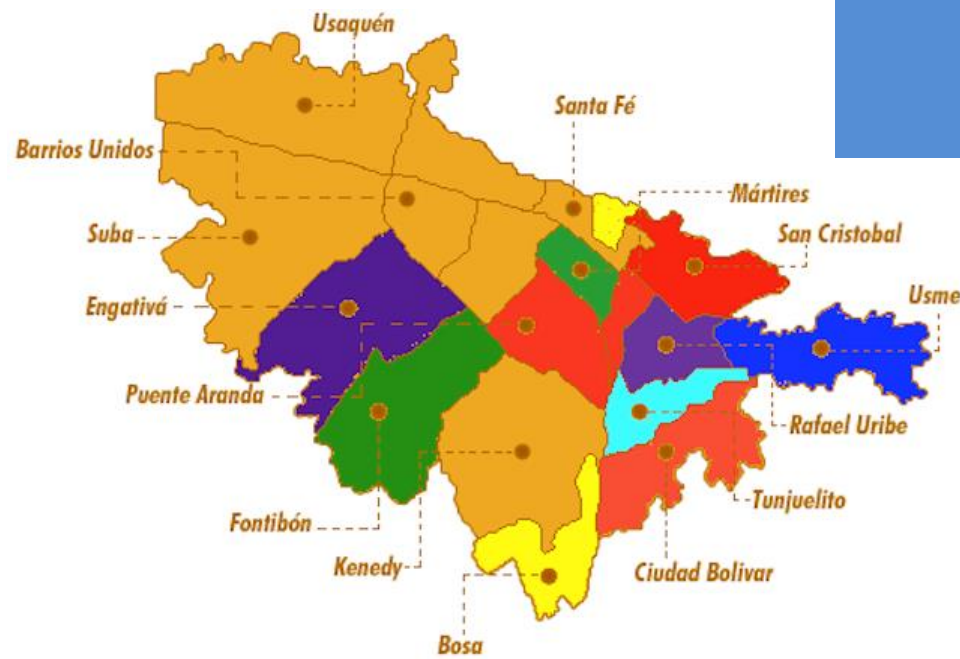 Usaquén
Santa Fé
Barrios Unidos
Mártires
Suba
San Cristobal
Engativá
Usme
Puente Aranda
Rafael Uribe
Tunjuelito
Fontibón
Kenedy
Ciudad Bolivar
Bosa